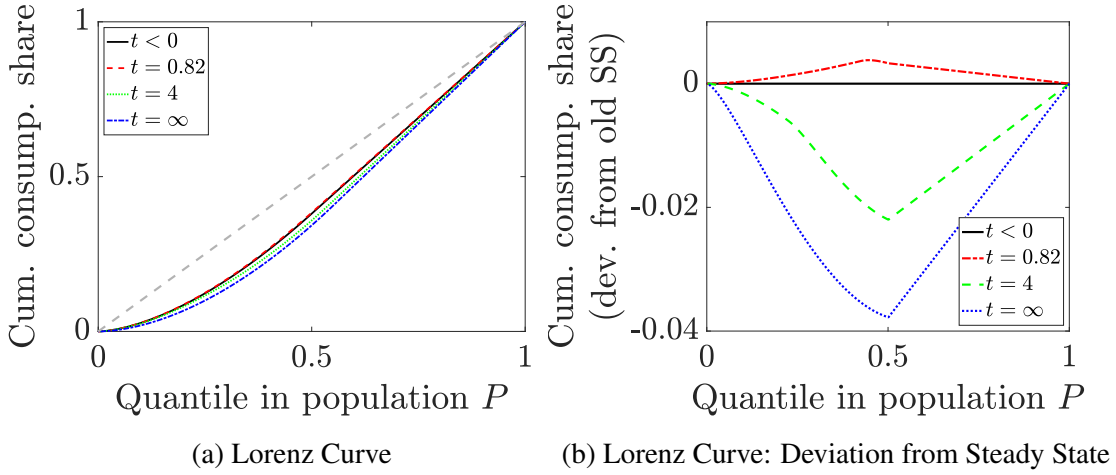 Cum. consump. share
1
0.5
0
0
0.5
1
t < 0
t = 0.82
t = 4
t = ∞
Quantile in population P
(a) Lorenz Curve
Cum. consump. share
(dev. from old SS)
0
-0.02
-0.04
0
0.5
1
t < 0
t = 0.82
t = 4
t = ∞
Quantile in population P
(b) Lorenz Curve: Deviation from Steady State